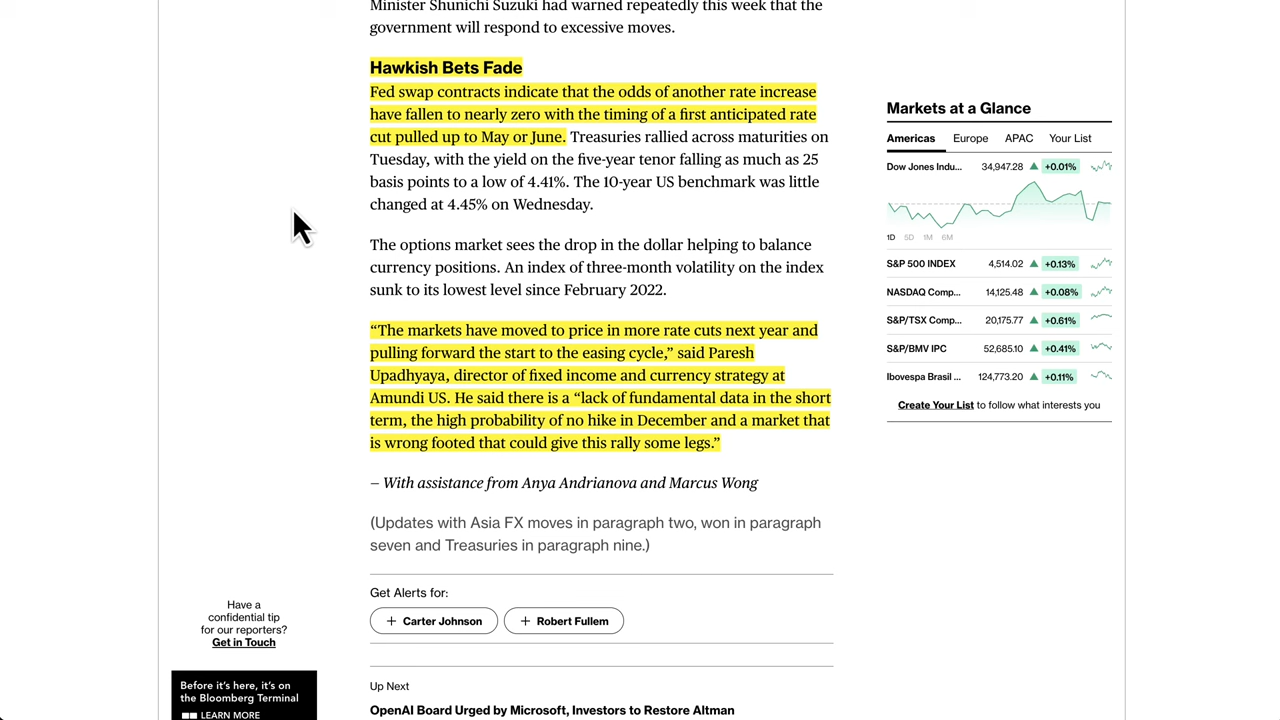 Minister Shunichi Suzuki had warned repeatedly this week that the
government will respond to excessive moves.
Hawkish Bets Fade
Fed swap contracts indicate that the odds of another rate increase
have fallen to nearly zero with the timing of a first anticipated rate
cut pulled up to May or June. Treasuries rallied across maturities on
Tuesday, with the yield on the five-year tenor falling as much as 25
basis points to a low of 4.41%. The 10-year US benchmark was little
changed at 4.45% on Wednesday.
The options market sees the drop in the dollar helping to balance
currency positions. An index of three-month volatility on the index
sunk to its lowest level since February 2022.
“The markets have moved to price in more rate cuts next year and
pulling forward the start to the easing cycle,” said Paresh
Upadhyaya, director of fixed income and currency strategy at
Amundi US. He said there is a “lack of fundamental data in the short
term, the high probability of no hike in December and a market that
is wrong footed that could give this rally some legs.”
– With assistance from Anya Andrianova and Marcus Wong
(Updates with Asia FX moves in paragraph two, won in paragraph
seven and Treasuries in paragraph nine.)
Get Alerts for:
+ Carter Johnson
+ Robert Fullem
Up Next
OpenAI Board Urged by Microsoft, Investors to Restore Altman
Have a
confidential tip
for our reporters?
Get in Touch
Before it’s here, it’s on
the Bloomberg Terminal
LEARN MORE
Markets at a Glance
Americas Europe APAC Your List
Dow Jones Indu... 34,947.28 ▲ +0.01%
1D 5D 1M 6M
S&P 500 INDEX 4,514.02 ▲ +0.13%
NASDAQ Comp... 14,125.48 ▲ +0.08%
S&P/TSX Comp... 20,175.77 ▲ +0.61%
S&P/BMV IPC 52,685.10 ▲ +0.41%
Ibovespa Brasil ... 124,773.20 ▲ +0.11%
Create Your List to follow what interests you